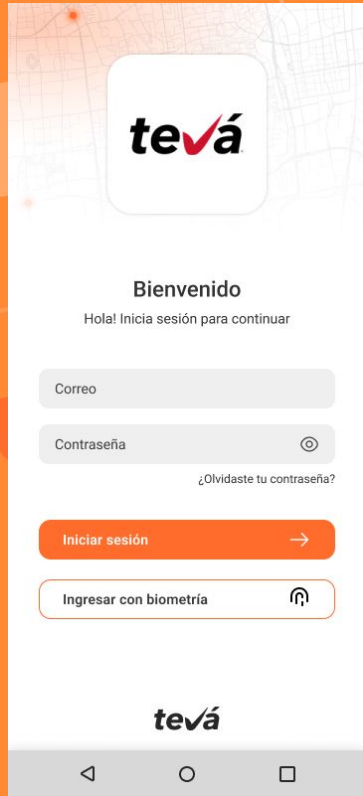 tevá
Bienvenido
Hola! Inicia sesión para continuar
Correo
Contraseña
¿Olvidaste tu contraseña?
Iniciar sesión
Ingresar con biometría
tevá